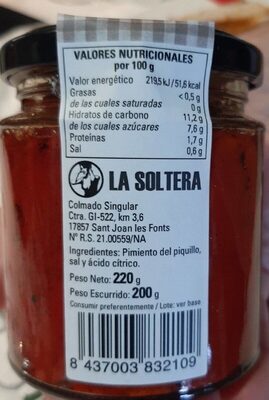 VALORES NUTRICIONALES
por 100 g
Valor energético 219,5kJ/51,6 kcal
Grasas <0,5 g
de las cuales saturadas 0 g
Hidratos de carbono 11,2 g
de los cuales azúcares 7,6 g
Proteínas 1,7 g
Sal 0,6 g
LA SOLTERA
Colmado Singular
Ctra. GI-522, km 3,6
17857 Sant Joan les Fonts
Nº R.S. 21.00559/NA
Ingredientes: Pimiento del piquillo,
sal y ácido cítrico.
Peso Neto: 220 g
Peso Escurrido: 200 g
Consumir preferentemente / Lote: ver base
8 437003 832109